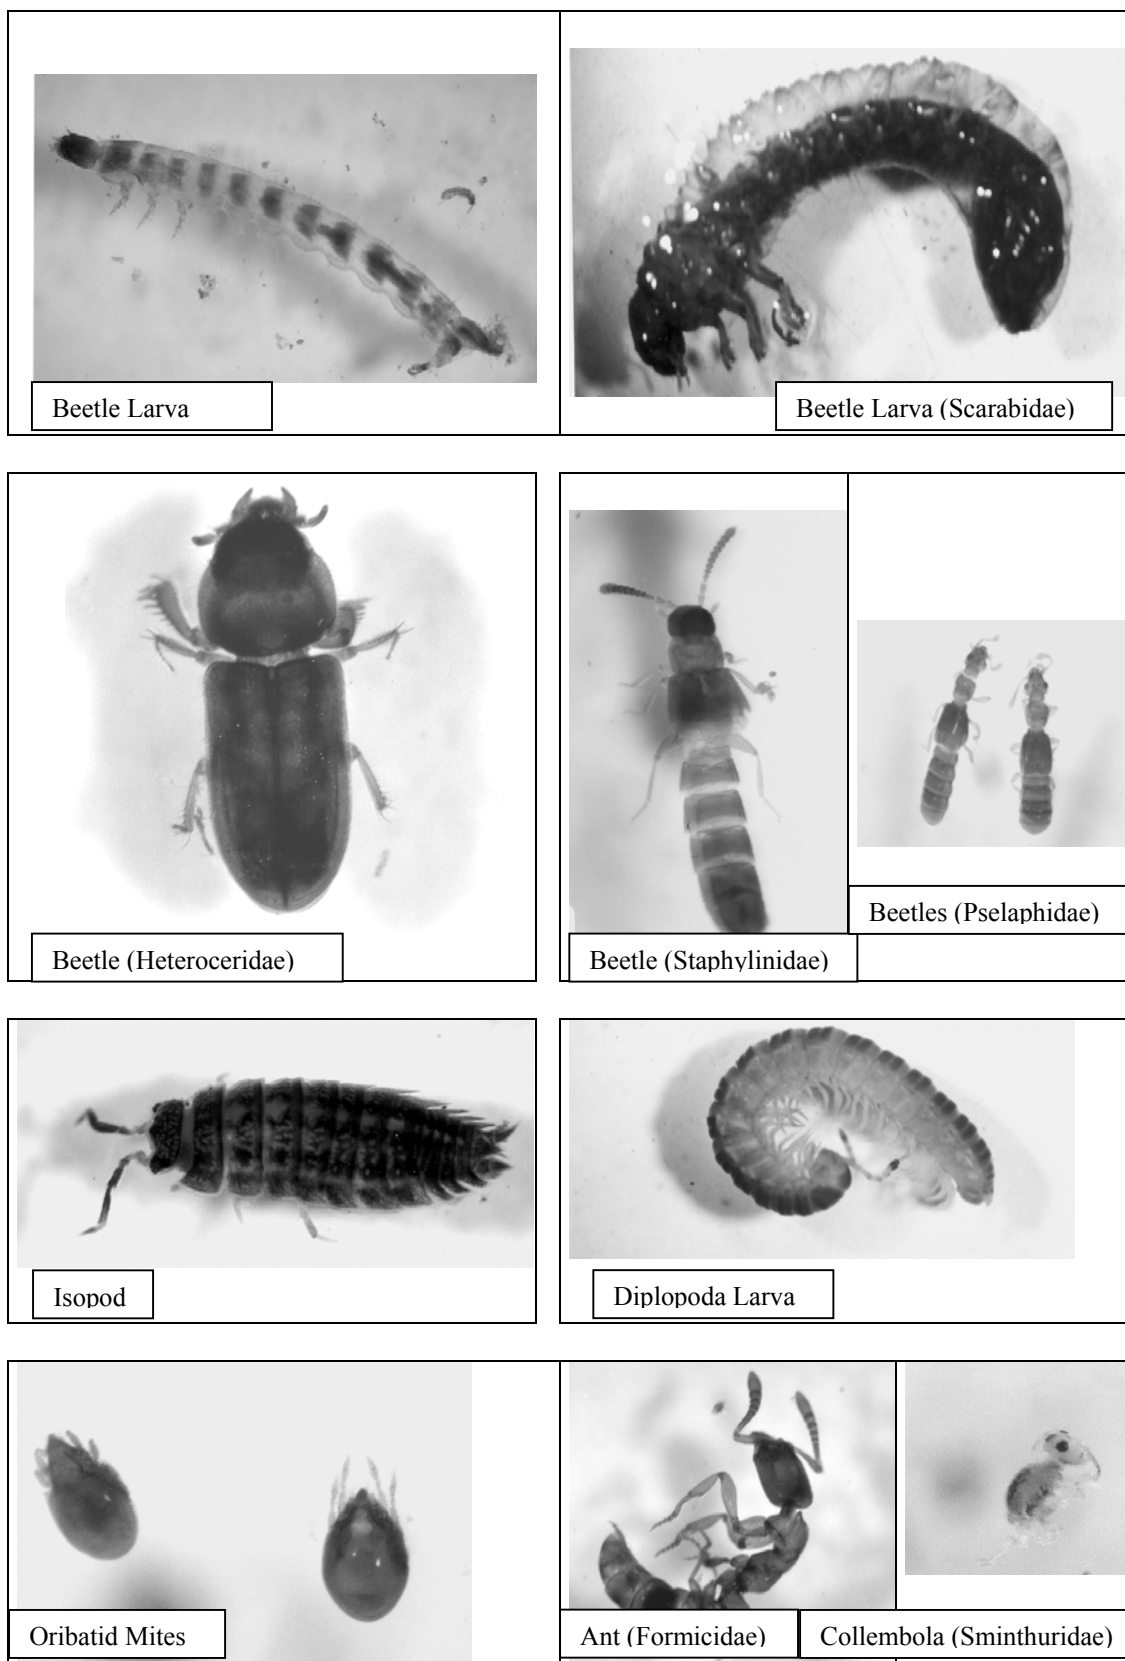 Beetle Larva
Beetle Larva (Scarabidae)
Beetle (Heteroceridae)
Beetle (Staphylinidae)
Beetles (Pselaphidae)
Isopod
Diplopoda Larva
Oribatid Mites
Ant (Formicidae)
Collembola (Sminthuridae)